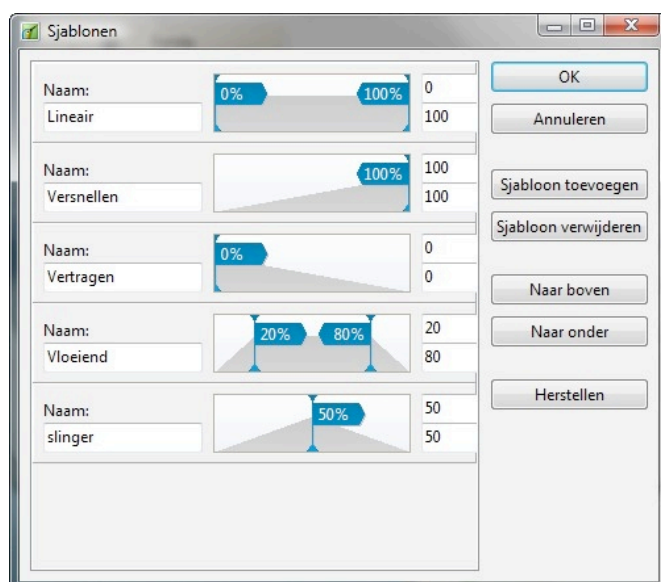 Sjablonen
Naam:
Lineair
0%
100%
0
100
Naam:
Versnellen
100%
100
100
Naam:
Vertragen
0%
0
0
Naam:
Vloeiend
20%
80%
20
80
Naam:
slinger
50%
50
50
OK
Annuleren
Sjabloon toevoegen
Sjabloon verwijderen
Naar boven
Naar onder
Herstellen